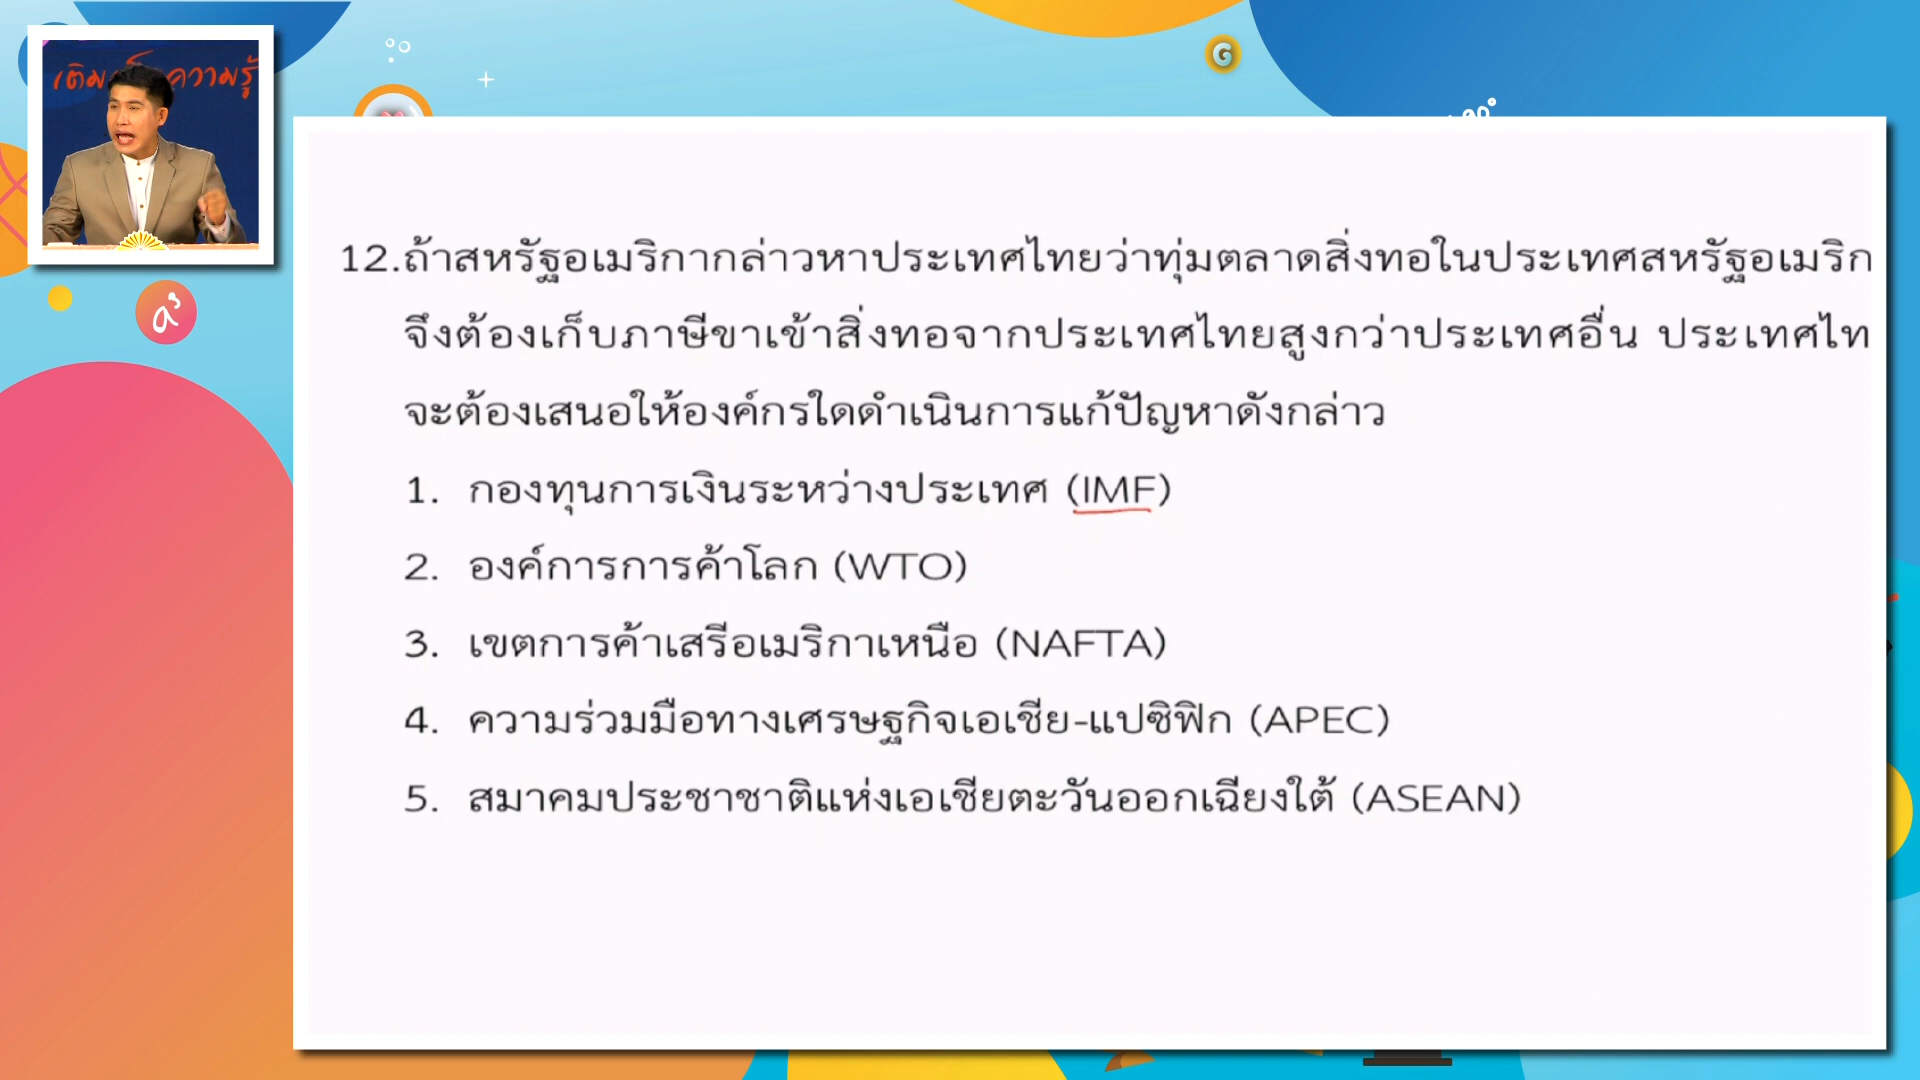 เติม ความรู้
12.ถ้าสหรัฐอเมริกากล่าวหาประเทศไทยว่าทุ่มตลาดสิ่งทอในประเทศสหรัฐอเมริก
จึงต้องเก็บภาษีขาเข้าสิ่งทอจากประเทศไทยสูงกว่าประเทศอื่น ประเทศไท
จะต้องเสนอให้องค์กรใดดำเนินการแก้ปัญหาดังกล่าว
1. กองทุนการเงินระหว่างประเทศ (IMF)
2. องค์การการค้าโลก (WTO)
3. เขตการค้าเสรีอเมริกาเหนือ (NAFTA)
4. ความร่วมมือทางเศรษฐกิจเอเชีย-แปซิฟิก (APEC)
5. สมาคมประชาชาติแห่งเอเชียตะวันออกเฉียงใต้ (ASEAN)